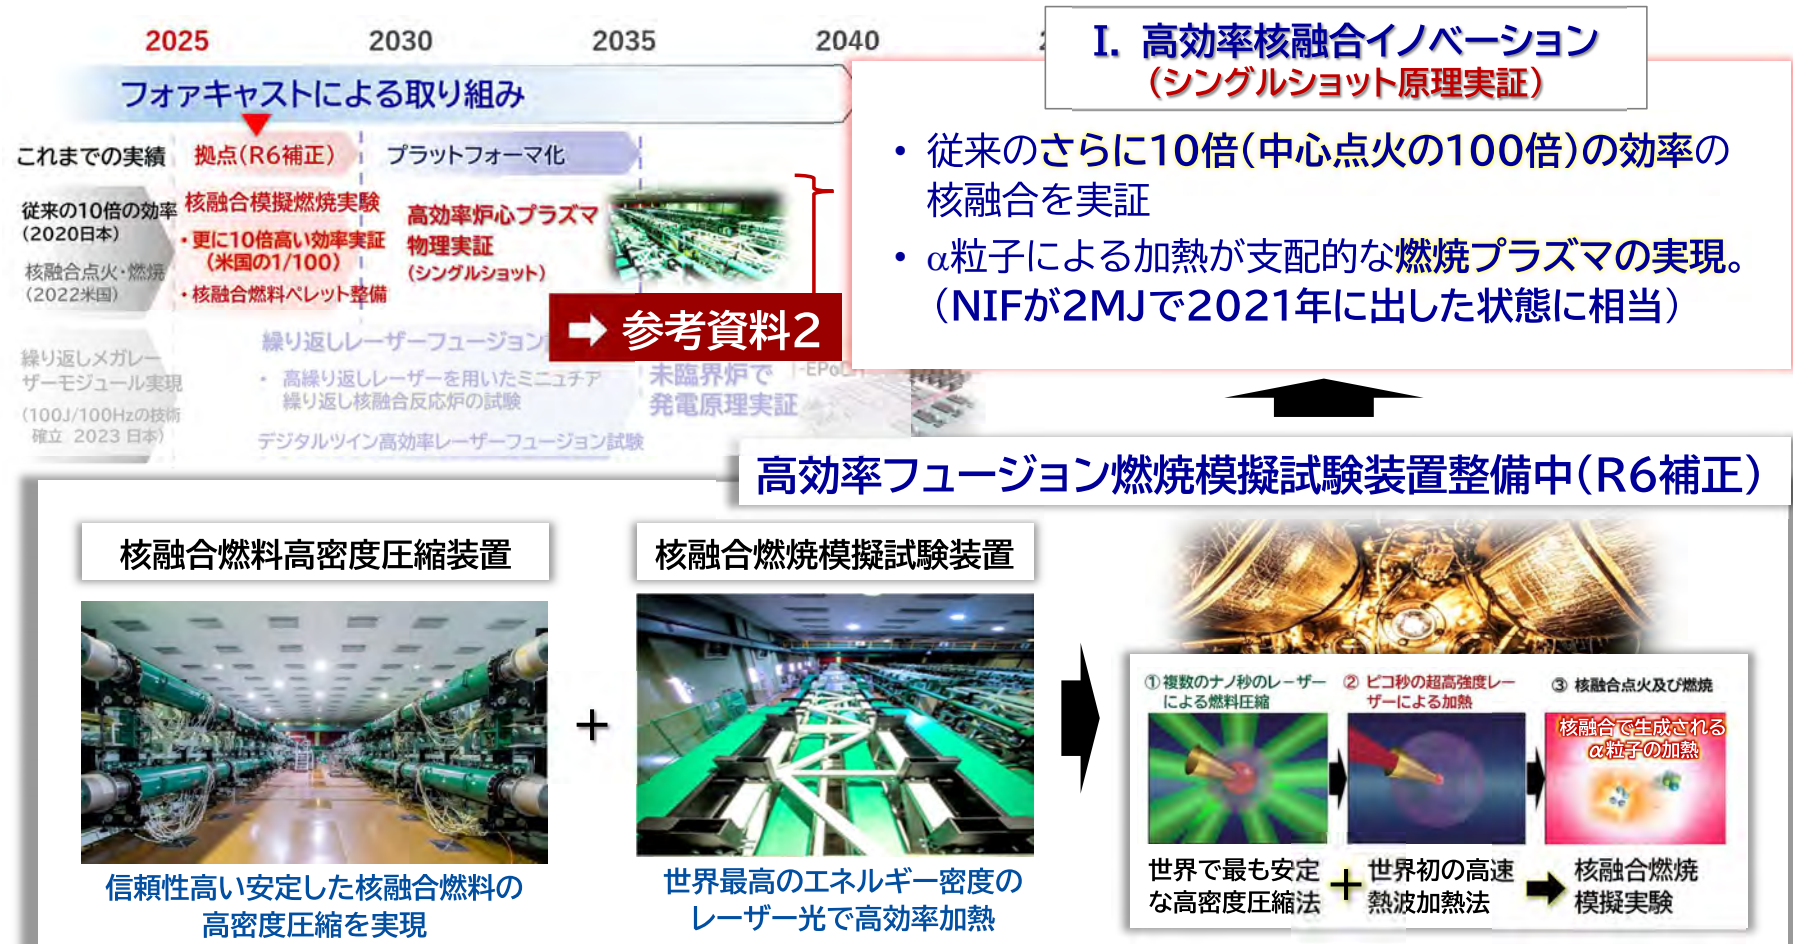 2025
2030
2035
2040
フォアキャストによる取り組み
これまでの実績
拠点(R6補正)
プラットフォーマ化
従来の10倍の効率
(2020日本)
核融合点火・燃焼
(2022米国)
核融合模擬燃焼実験
・更に10倍高い効率実証
(米国の1/100)
・核融合燃料ペレット整備
高効率炉心プラズマ
物理実証
(シングルショット)
➡ 参考資料2
繰り返しメガレー
ザーモジュール実現
(100J/100Hzの技術
確立 2023 日本)
繰り返しレーザーフュージョン
・ 高繰り返しレーザーを用いたミニュチア
繰り返し核融合反応炉の試験
デジタルツイン高効率レーザーフュージョン試験
未臨界炉で
発電原理実証
I. 高効率核融合イノベーション
(シングルショット原理実証)
• 従来のさらに10倍(中心点火の100倍)の効率の
核融合を実証
• α粒子による加熱が支配的な燃焼プラズマの実現。
(NIFが2MJで2021年に出した状態に相当)
高効率フュージョン燃焼模擬試験装置整備中(R6補正)
核融合燃料高密度圧縮装置
信頼性高い安定した核融合燃料の
高密度圧縮を実現
+
核融合燃焼模擬試験装置
世界最高のエネルギー密度の
レーザー光で高効率加熱
① 複数のナノ秒のレーザー
による燃料圧縮
② ピコ秒の超高強度レー
ザーによる加熱
③ 核融合点火及び燃焼
核融合で生成される
α粒子の加熱
世界で最も安定
な高密度圧縮法
+
世界初の高速
熱波加熱法
➡
核融合燃焼
模擬実験